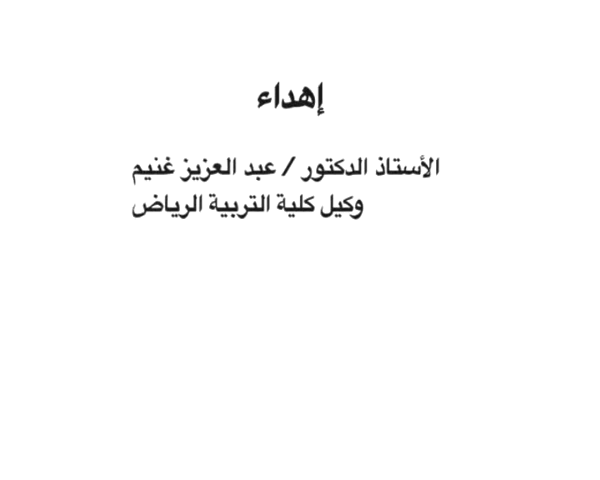 إهداء
الأستاذ الدكتور / عبد العزيز غنيم
وكيل كلية التربية الرياض